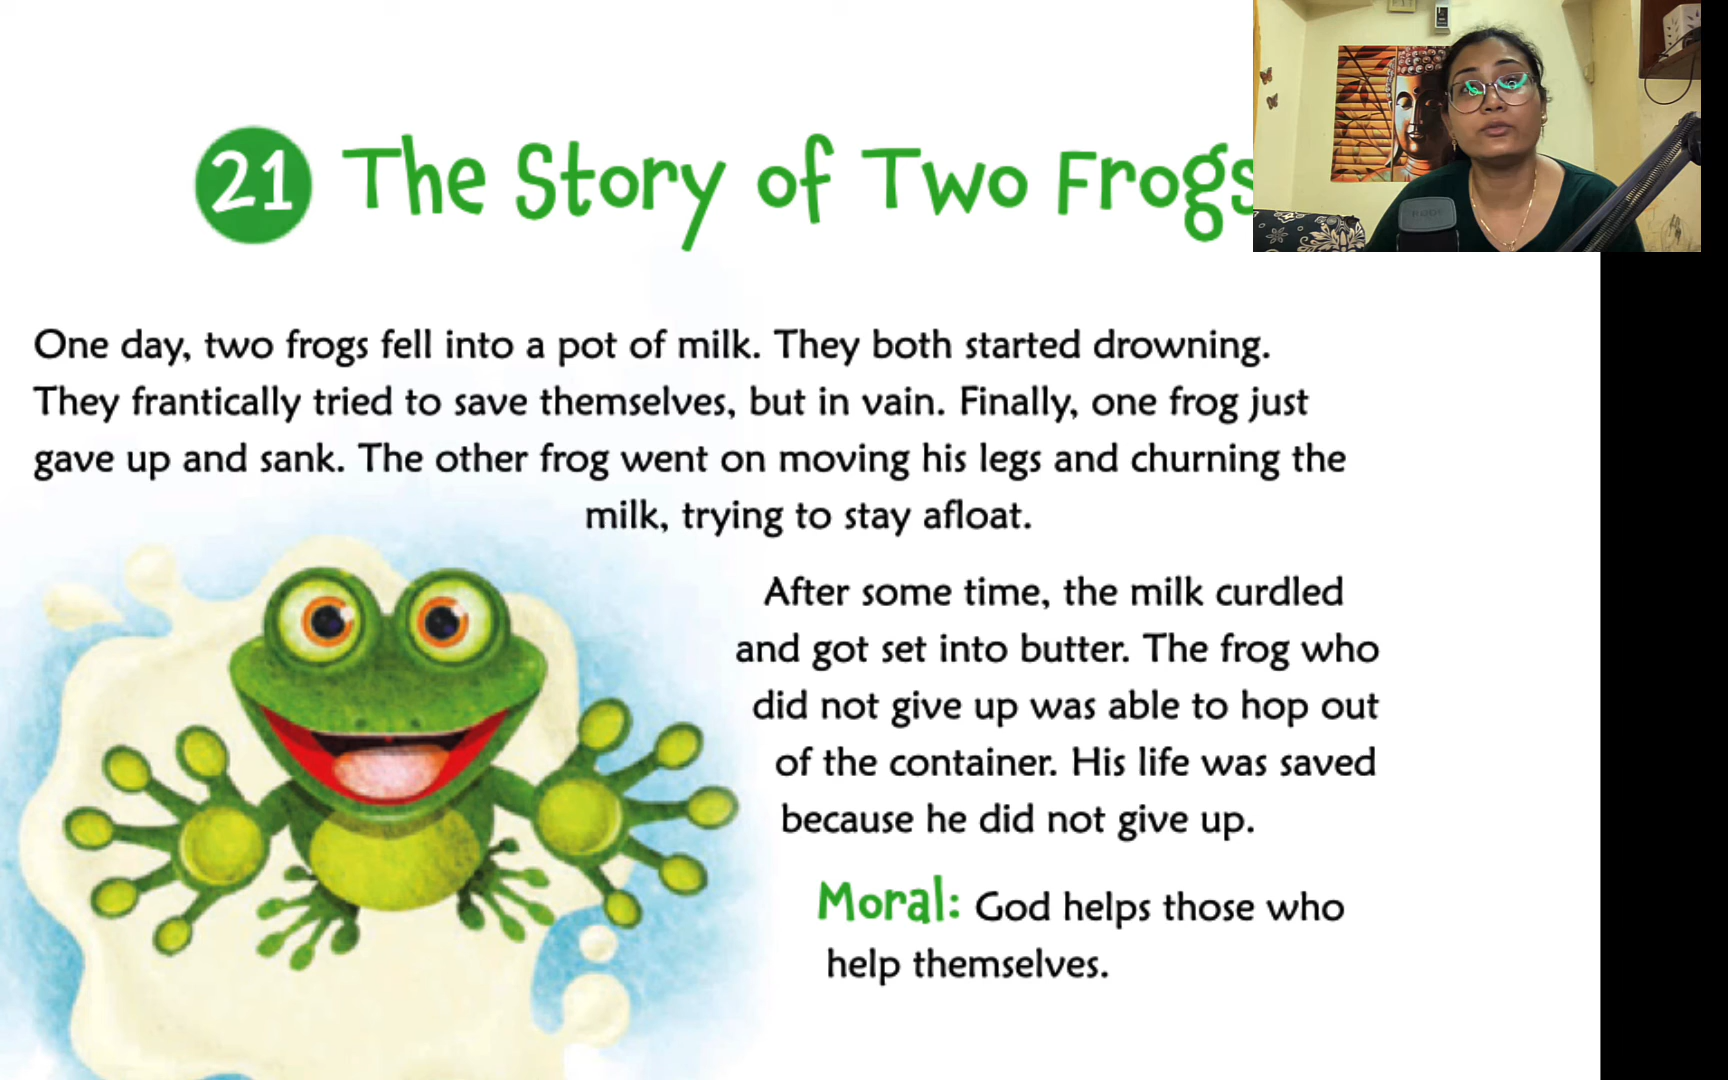 21 The Story of Two Frogs
One day, two frogs fell into a pot of milk. They both started drowning.
They frantically tried to save themselves, but in vain. Finally, one frog just
gave up and sank. The other frog went on moving his legs and churning the
milk, trying to stay afloat.
After some time, the milk curdled
and got set into butter. The frog who
did not give up was able to hop out
of the container. His life was saved
because he did not give up.
Moral: God helps those who
help themselves.